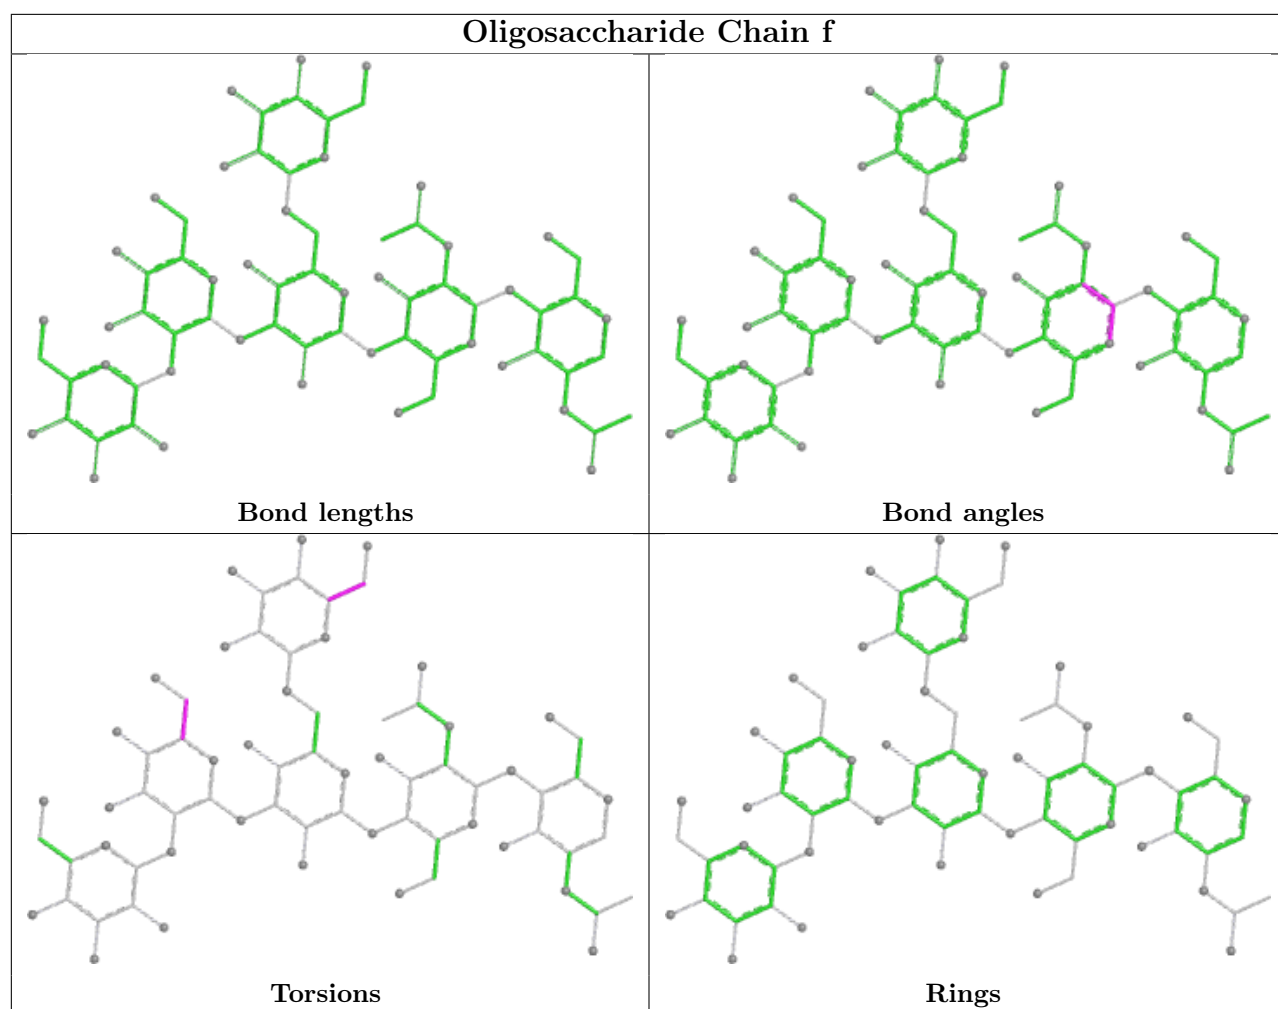 Oligosaccharide Chain f
Bond lengths
Bond angles
Torsions
Rings